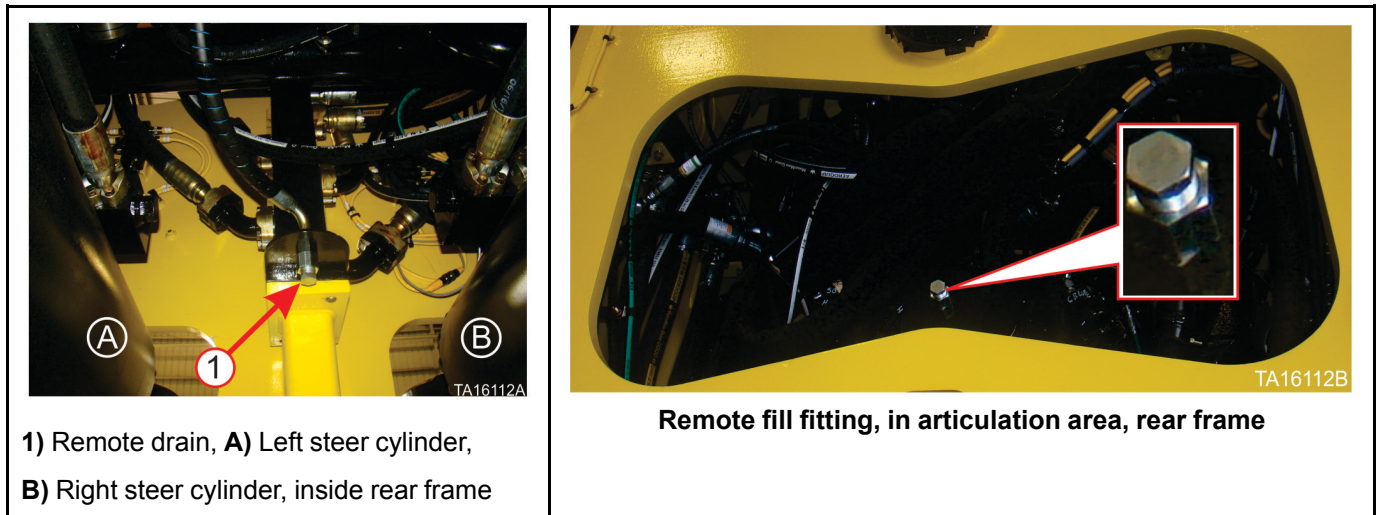 A
B
1
TA16112A
1) Remote drain, A) Left steer cylinder,
B) Right steer cylinder, inside rear frame
TA16112B
Remote fill fitting, in articulation area, rear frame